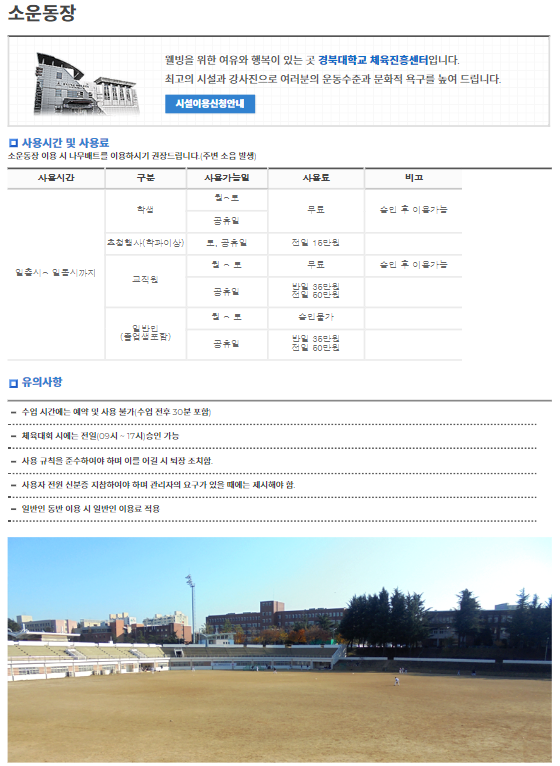 소운동장
웰빙을 위한 여유와 행복이 있는 곳 경북대학교 체육진흥센터입니다.
최고의 시설과 강사진으로 여러분의 운동수준과 문화적 욕구를 높여 드립니다.
시설이용신청안내
사용시간 및 사용료
소운동장 이용 시 나무배트를 이용하시기 권장드립니다.(주변 소음 발생)
사용시간 구분 사용가능일 사용료 비고
일출시~ 일몰시까지
학생 월~토 무료 승인 후 이용가능
공휴일
초청행사(학과이상) 토, 공휴일 전일 15만원
교직원 월 ~ 토 무료 승인 후 이용가능
공휴일 반일 35만원
전일 50만원
일반인
(졸업생포함)
월 ~ 토 승인불가
공휴일 반일 35만원
전일 50만원
유의사항
수업 시간에는 예약 및 사용 불가(수업 전후 30분 포함)
체육대회 시에는 전일(09시 ~ 17시)승인 가능
사용 규칙을 준수하여야 하며 이를 어길 시 퇴장 조치함.
사용자 전원 신분증 지참하여야 하며 관리자의 요구가 있을 때에는 제시해야 함.
일반인 동반 이용 시 일반인 이용료 적용